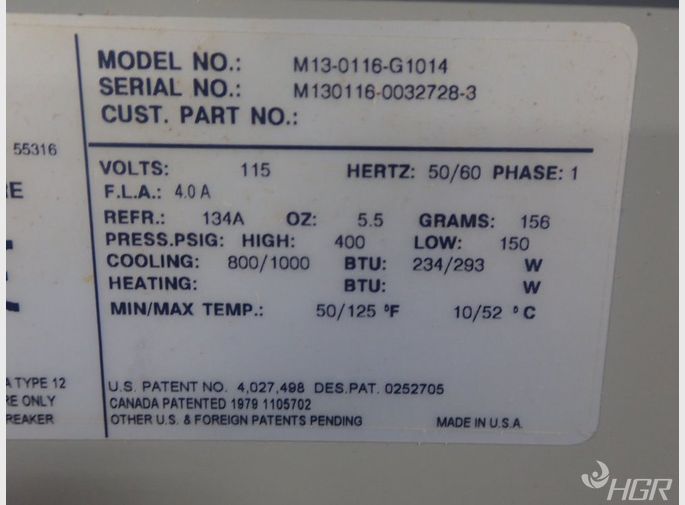 MODEL NO.: M13-0116-G1014
SERIAL NO.: M130116-0032728-3
CUST. PART NO.:
55316
VOLTS: 115 HERTZ: 50/60 PHASE: 1
RE F.L.A.: 4.0 A
REFR.: 134A OZ: 5.5 GRAMS: 156
PRESS.PSIG: HIGH: 400 LOW: 150
COOLING: 800/1000 BTU: 234/293 W
HEATING: BTU: W
MIN/MAX TEMP.: 50/125 °F 10/52 °C
A TYPE 12 U.S. PATENT NO. 4,027,498 DES.PAT. 0252705
RE ONLY CANADA PATENTED 1979 1105702
REAKER OTHER U.S. & FOREIGN PATENTS PENDING MADE IN U.S.A.
HGR